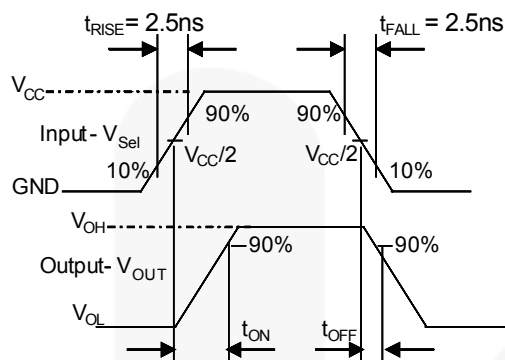 tRISE = 2.5ns tFALL = 2.5ns
VCC
90% 90%
Input- VSel
VCC/2 VCC/2
10% 10%
GND
VOH
90% 90%
Output- VOUT
VOL
tON tOFF